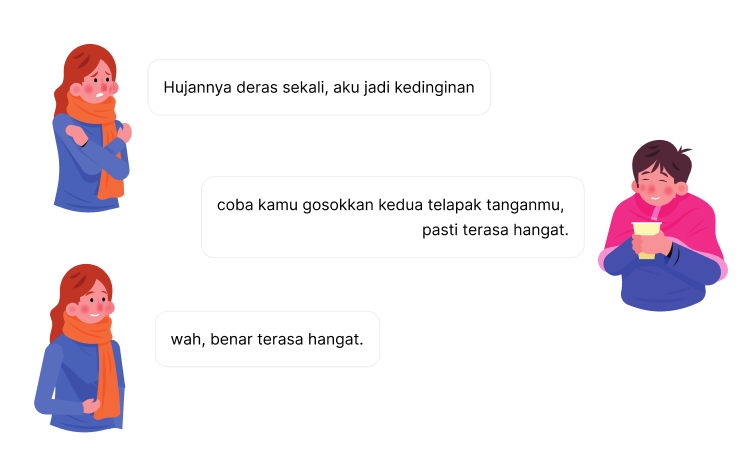 Hujannya deras sekali, aku jadi kedinginan
coba kamu gosokkan kedua telapak tanganmu,
pasti terasa hangat.
wah, benar terasa hangat.